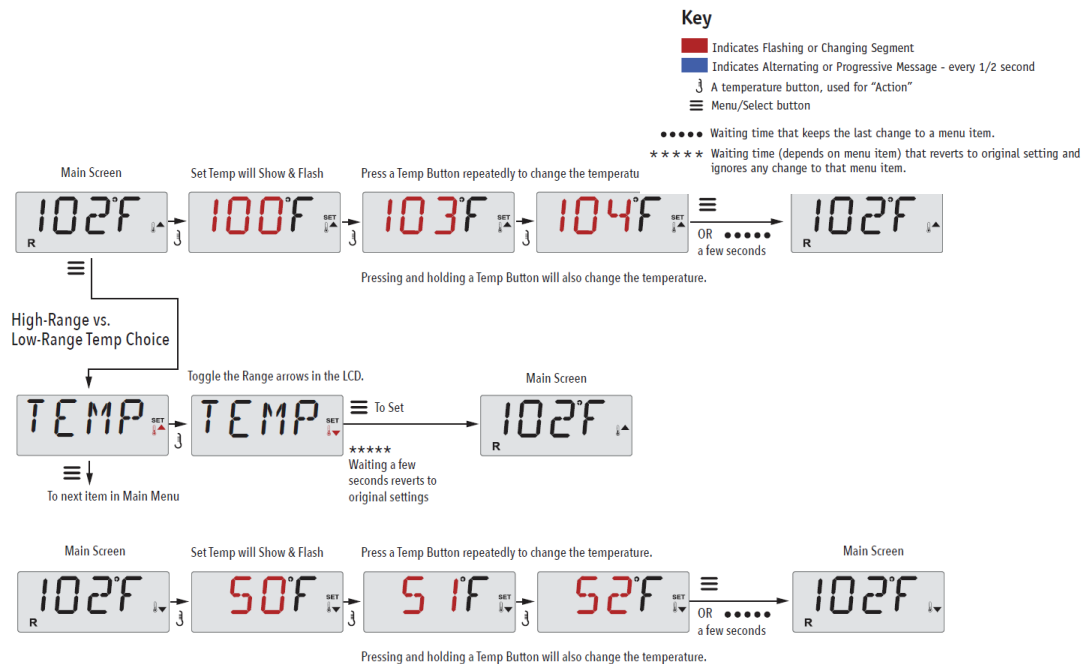 Key
Indicates Flashing or Changing Segment
Indicates Alternating or Progressive Message - every 1/2 second
A temperature button, used for “Action”
Menu/Select button
••••• Waiting time that keeps the last change to a menu item.
***** Waiting time (depends on menu item) that reverts to original setting and
ignores any change to that menu item.
Main Screen
Set Temp will Show & Flash
Press a Temp Button repeatedly to change the temperatu
102°F
R
100°F
SET
103°F
SET
104°F
SET
OR •••••
a few seconds
102°F
R
Pressing and holding a Temp Button will also change the temperature.
High-Range vs.
Low-Range Temp Choice
Toggle the Range arrows in the LCD.
Main Screen
TEMP
SET
TEMP
SET
To Set
*****
Waiting a few
seconds reverts to
original settings
102°F
R
To next item in Main Menu
Main Screen
Set Temp will Show & Flash
Press a Temp Button repeatedly to change the temperature.
Main Screen
102°F
R
50°F
SET
51°F
SET
52°F
SET
OR •••••
a few seconds
102°F
R
Pressing and holding a Temp Button will also change the temperature.